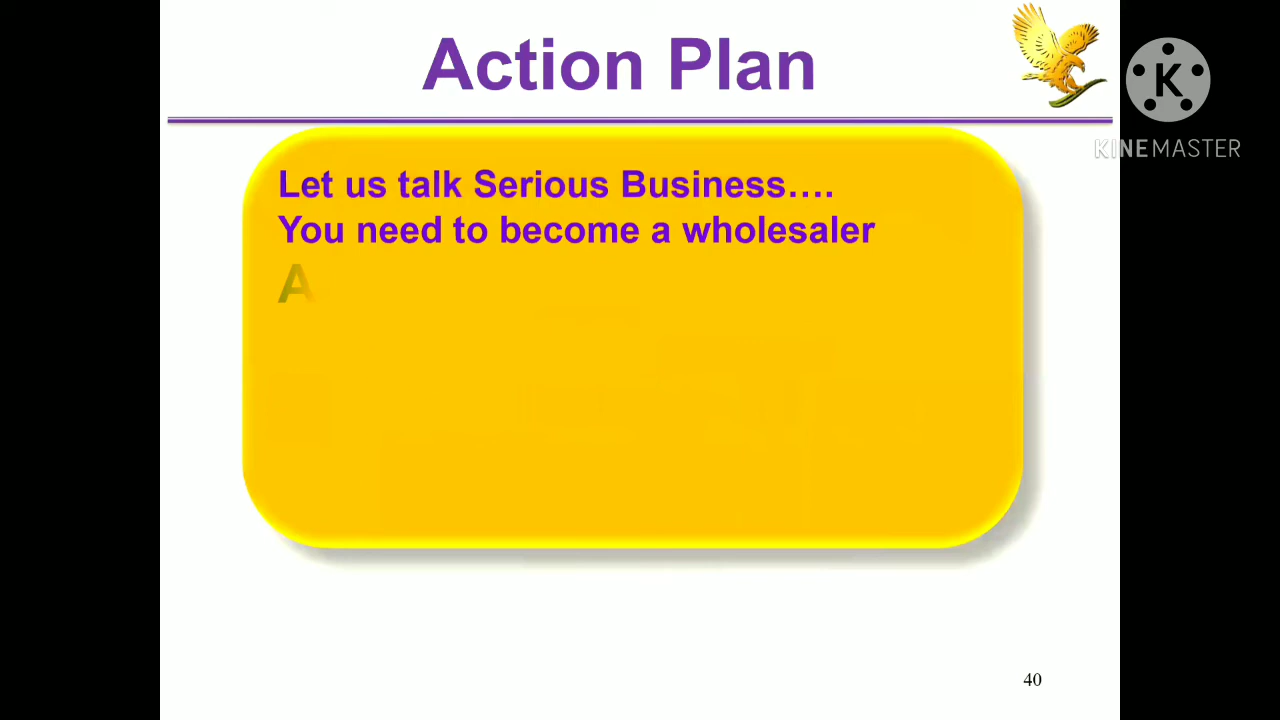 Action Plan
K
KINEMASTER
Let us talk Serious Business....
You need to become a wholesaler
A
40